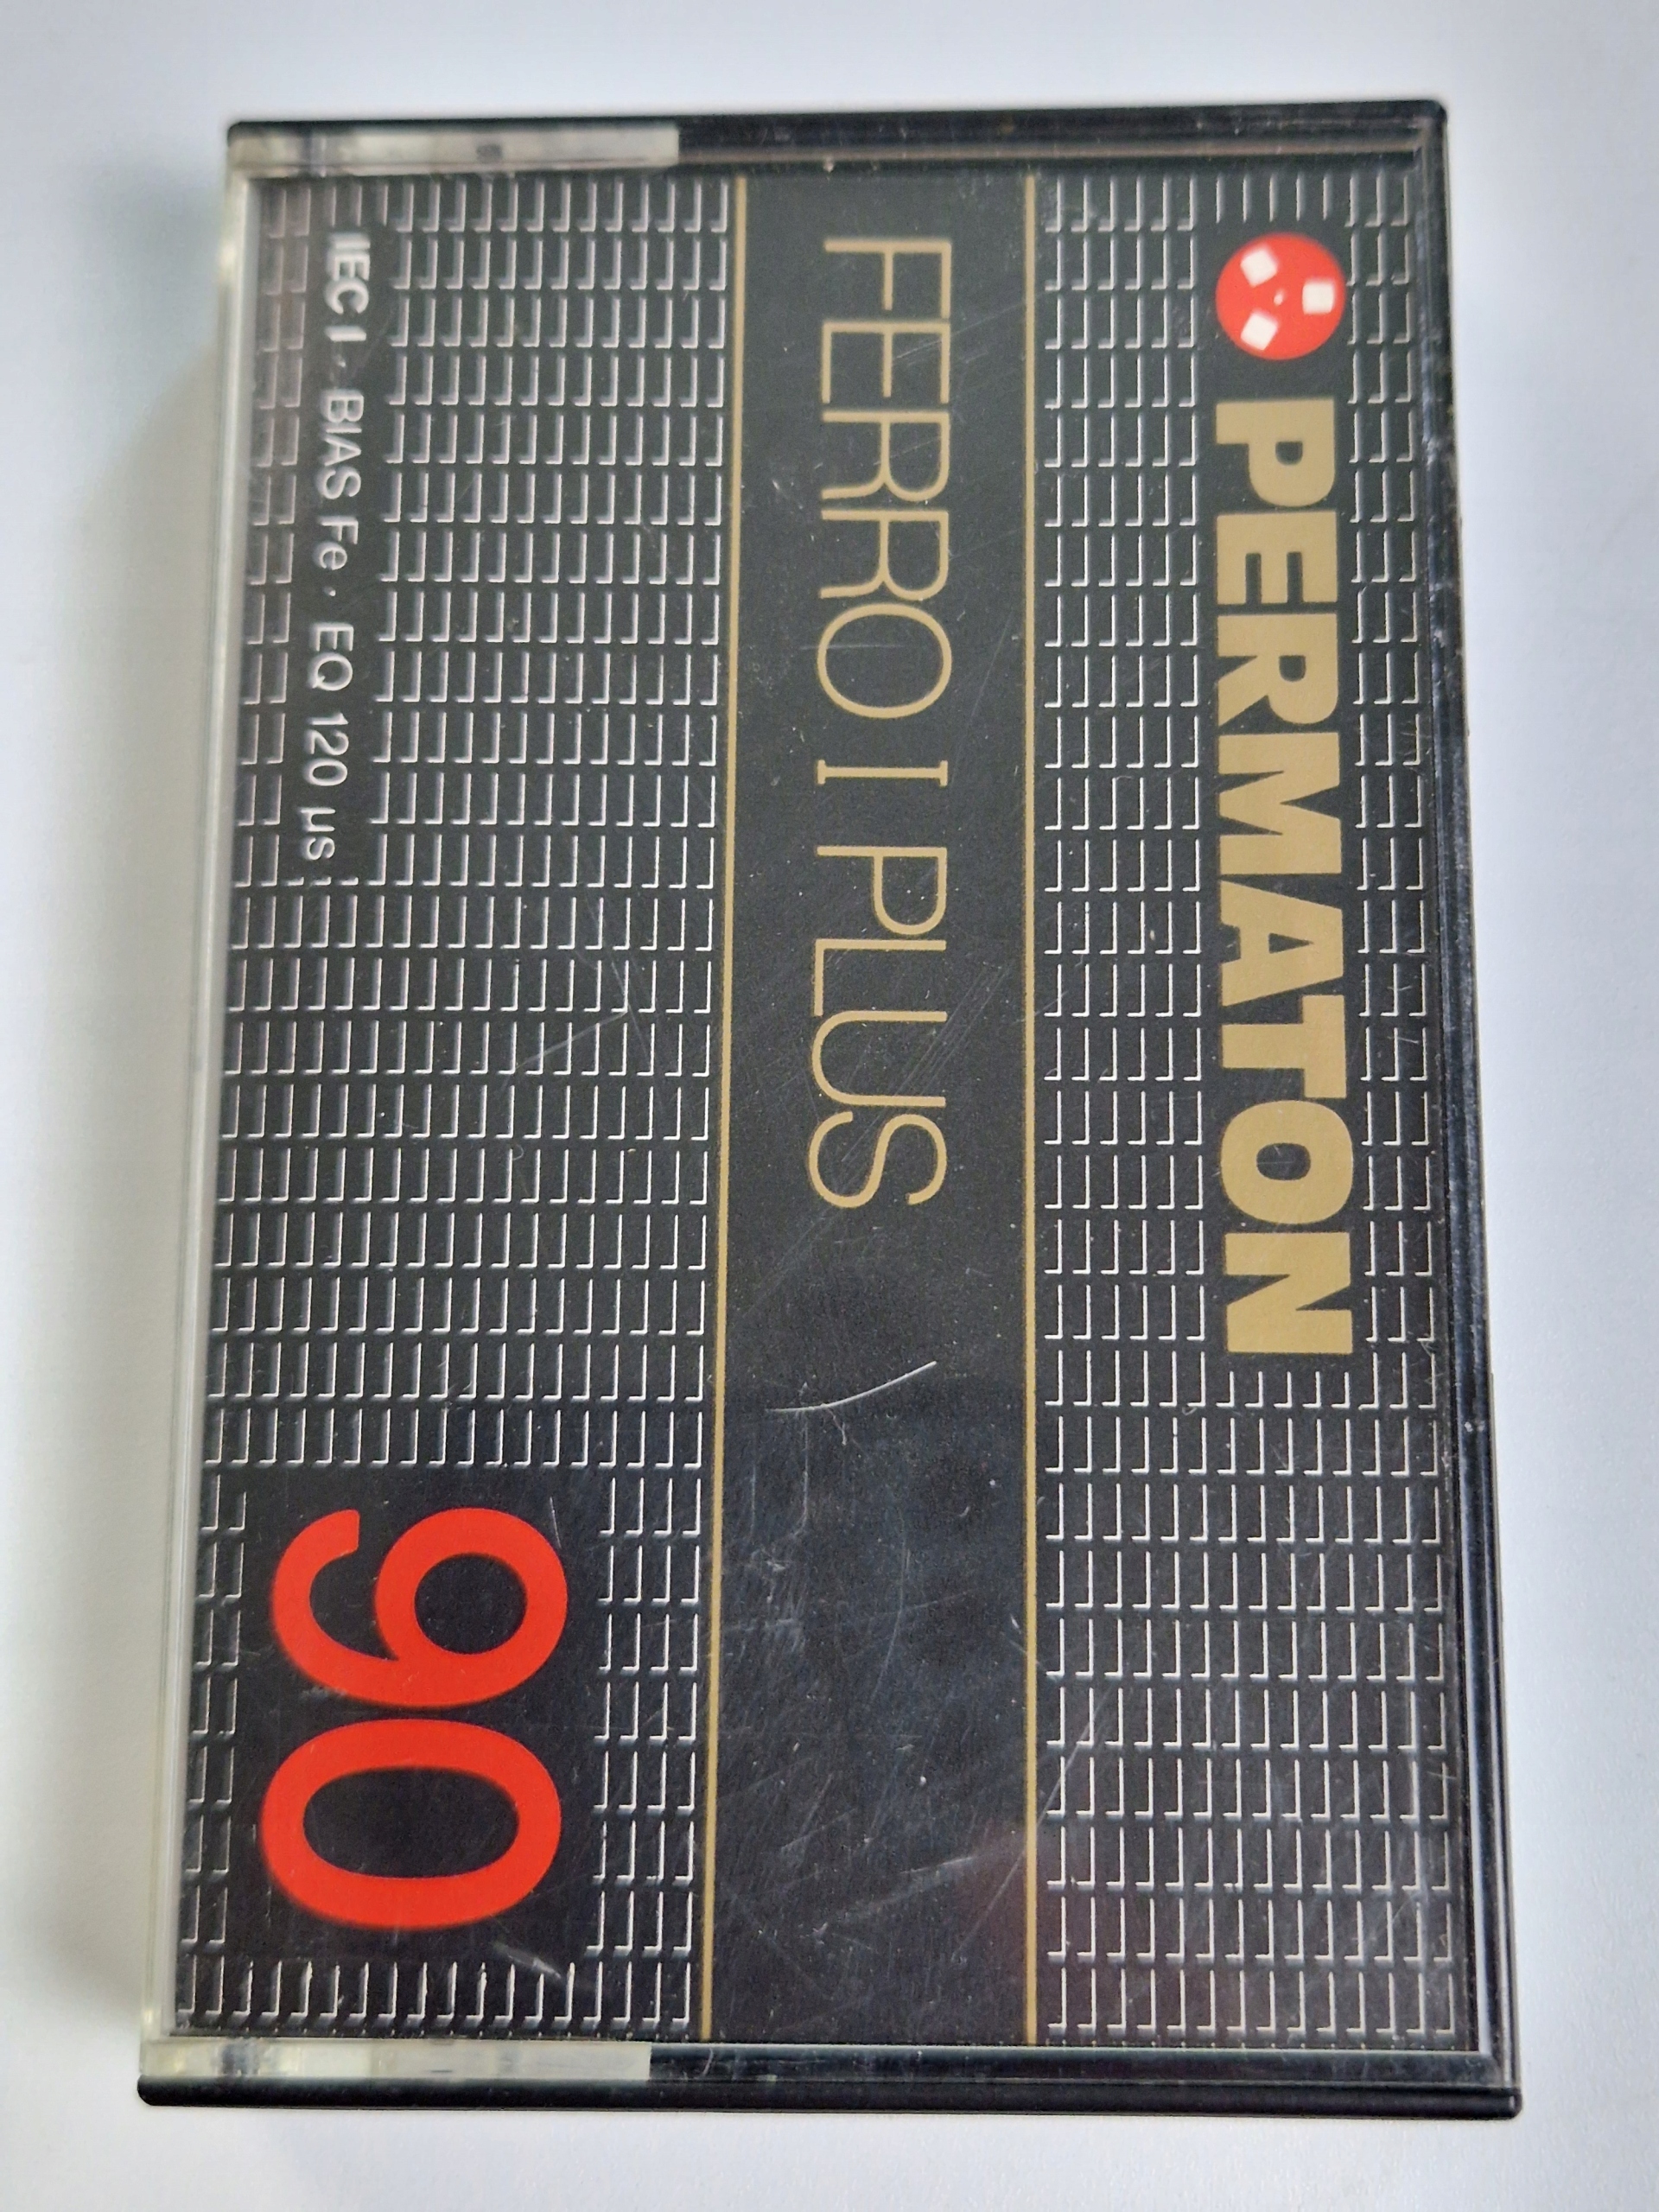 PERMATON
FERRO I PLUS
IEC I · BIAS Fe · EQ 120 µs
90